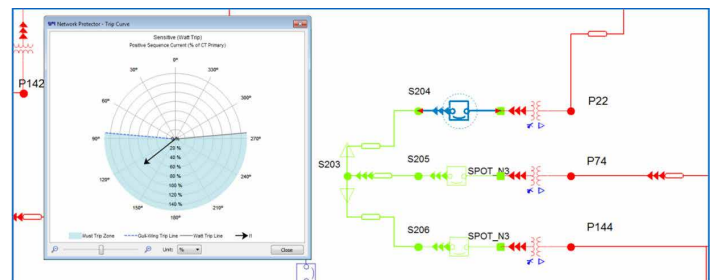 Network Protector - Trip Curve
Sensitive (Watt Trip)
Positive Sequence Current (% of CT Primary)
0°
30°
330°
60°
300°
90°
270°
0 %
20 %
40 %
60 %
80 %
100 %
120 %
140 %
120°
240°
150°
210°
180°
Must Trip Zone
Gull-Wing Trip Line
Watt Trip Line
I1
Unit:
%
Close
P142
S204
P22
S203
S205
SPOT_N3
P74
S206
SPOT_N3
P144